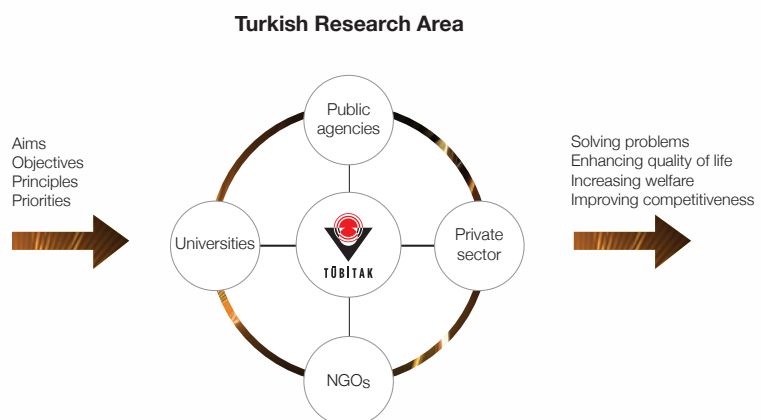 Turkish Research Area
Aims
Objectives
Principles
Priorities
Public
agencies
Universities
TÜBİTAK
Private
sector
NGOs
Solving problems
Enhancing quality of life
Increasing welfare
Improving competitiveness